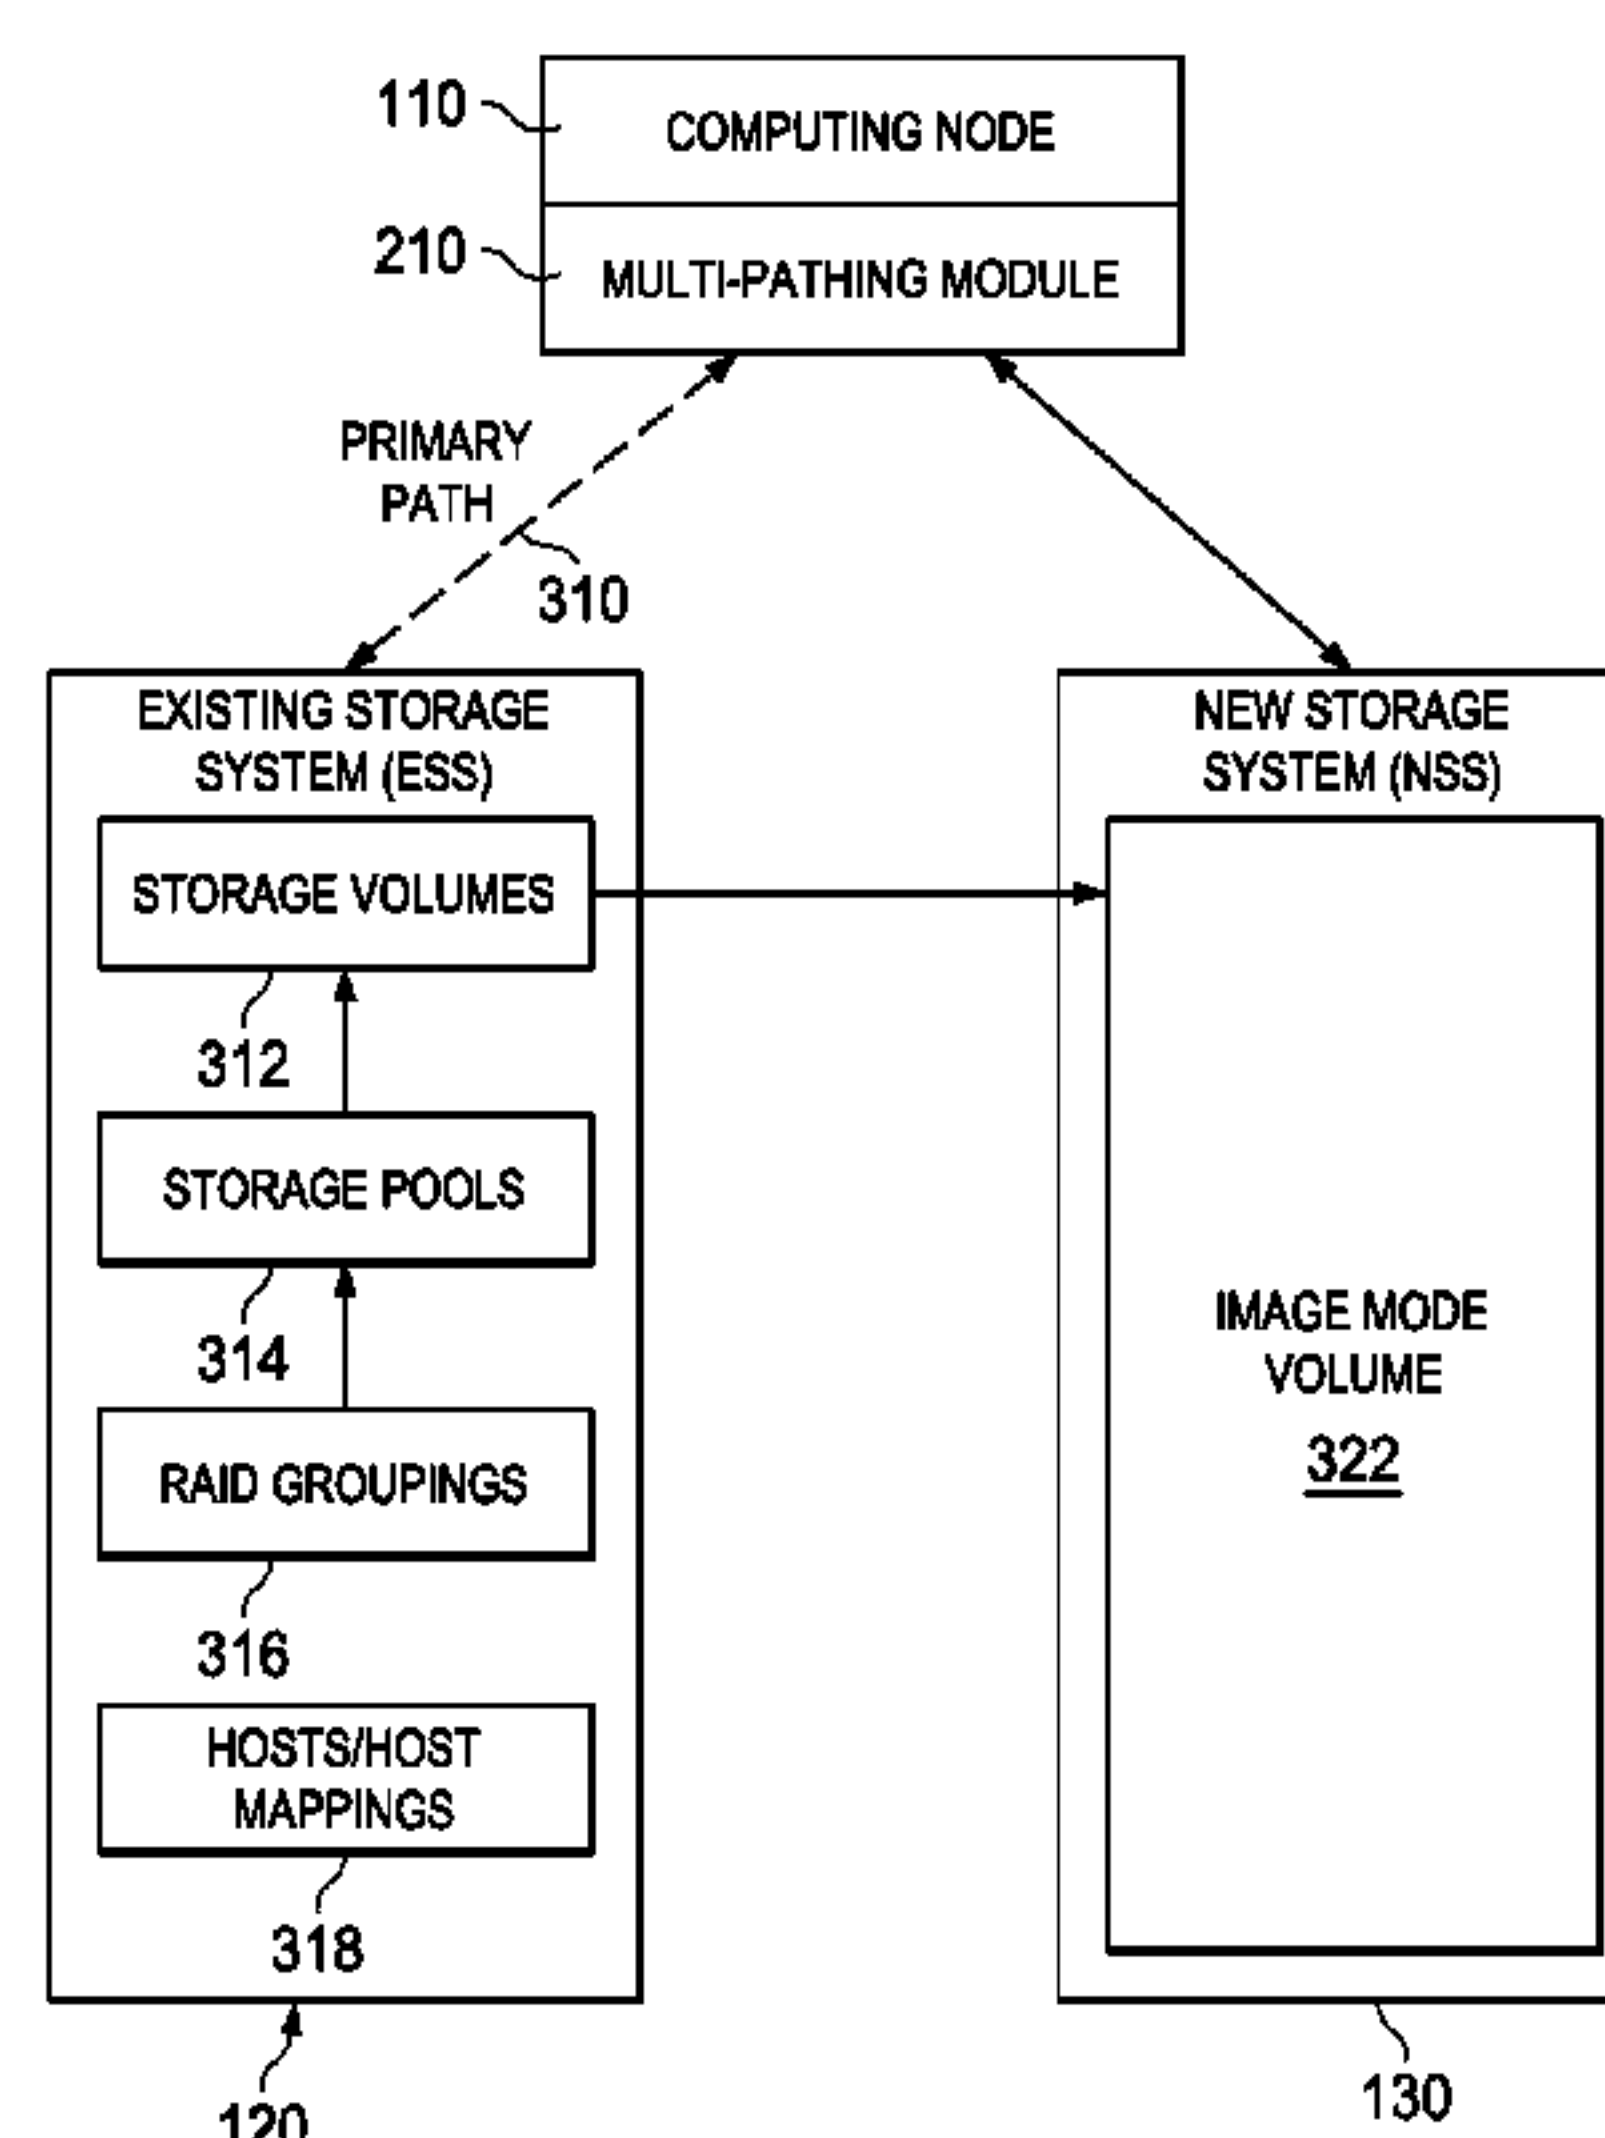 110
COMPUTING NODE
210
MULTI-PATHING MODULE
PRIMARY
PATH
310
EXISTING STORAGE
SYSTEM (ESS)
STORAGE VOLUMES
312
STORAGE POOLS
314
RAID GROUPINGS
316
HOSTS/HOST
MAPPINGS
318
120
NEW STORAGE
SYSTEM (NSS)
IMAGE MODE
VOLUME
322
130